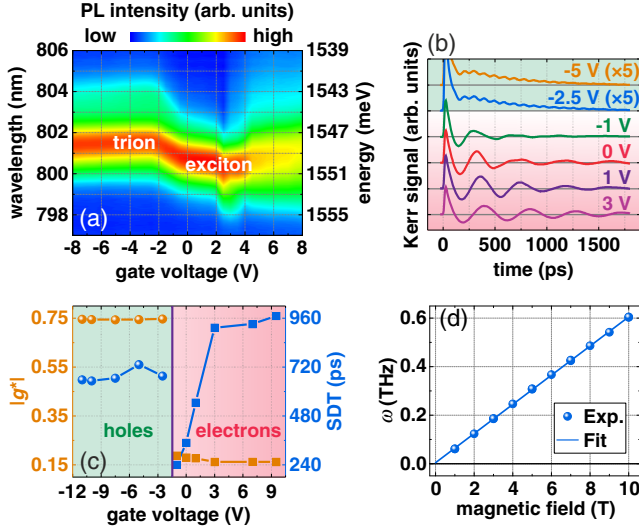 PL intensity (arb. units)
low high
806
804
802
800
798
wavelength (nm)
1539
1543
1547
1551
1555
energy (meV)
trion
exciton
(a)
-8 -6 -4 -2 0 2 4 6 8
gate voltage (V)
(b)
Kerr signal (arb. units)
-5 V (×5)
-2.5 V (×5)
-1 V
0 V
1 V
3 V
0 500 1000 1500
time (ps)
0.75
0.55
0.35
0.15
|g*|
960
720
480
240
SDT (ps)
holes
electrons
(c)
-12 -9 -6 -3 0 3 6 9
gate voltage (V)
(d)
0.6
0.4
0.2
0.0
ω (THz)
Exp.
Fit
0 2 4 6 8 10
magnetic field (T)